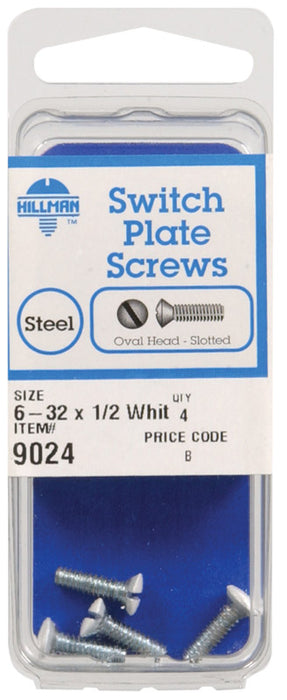 HILLMAN
TM
Switch
Plate
Screws
Steel
Oval Head - Slotted
SIZE
QTY
6-32 x 1/2 Whit 4
ITEM#
PRICE CODE
9024
B